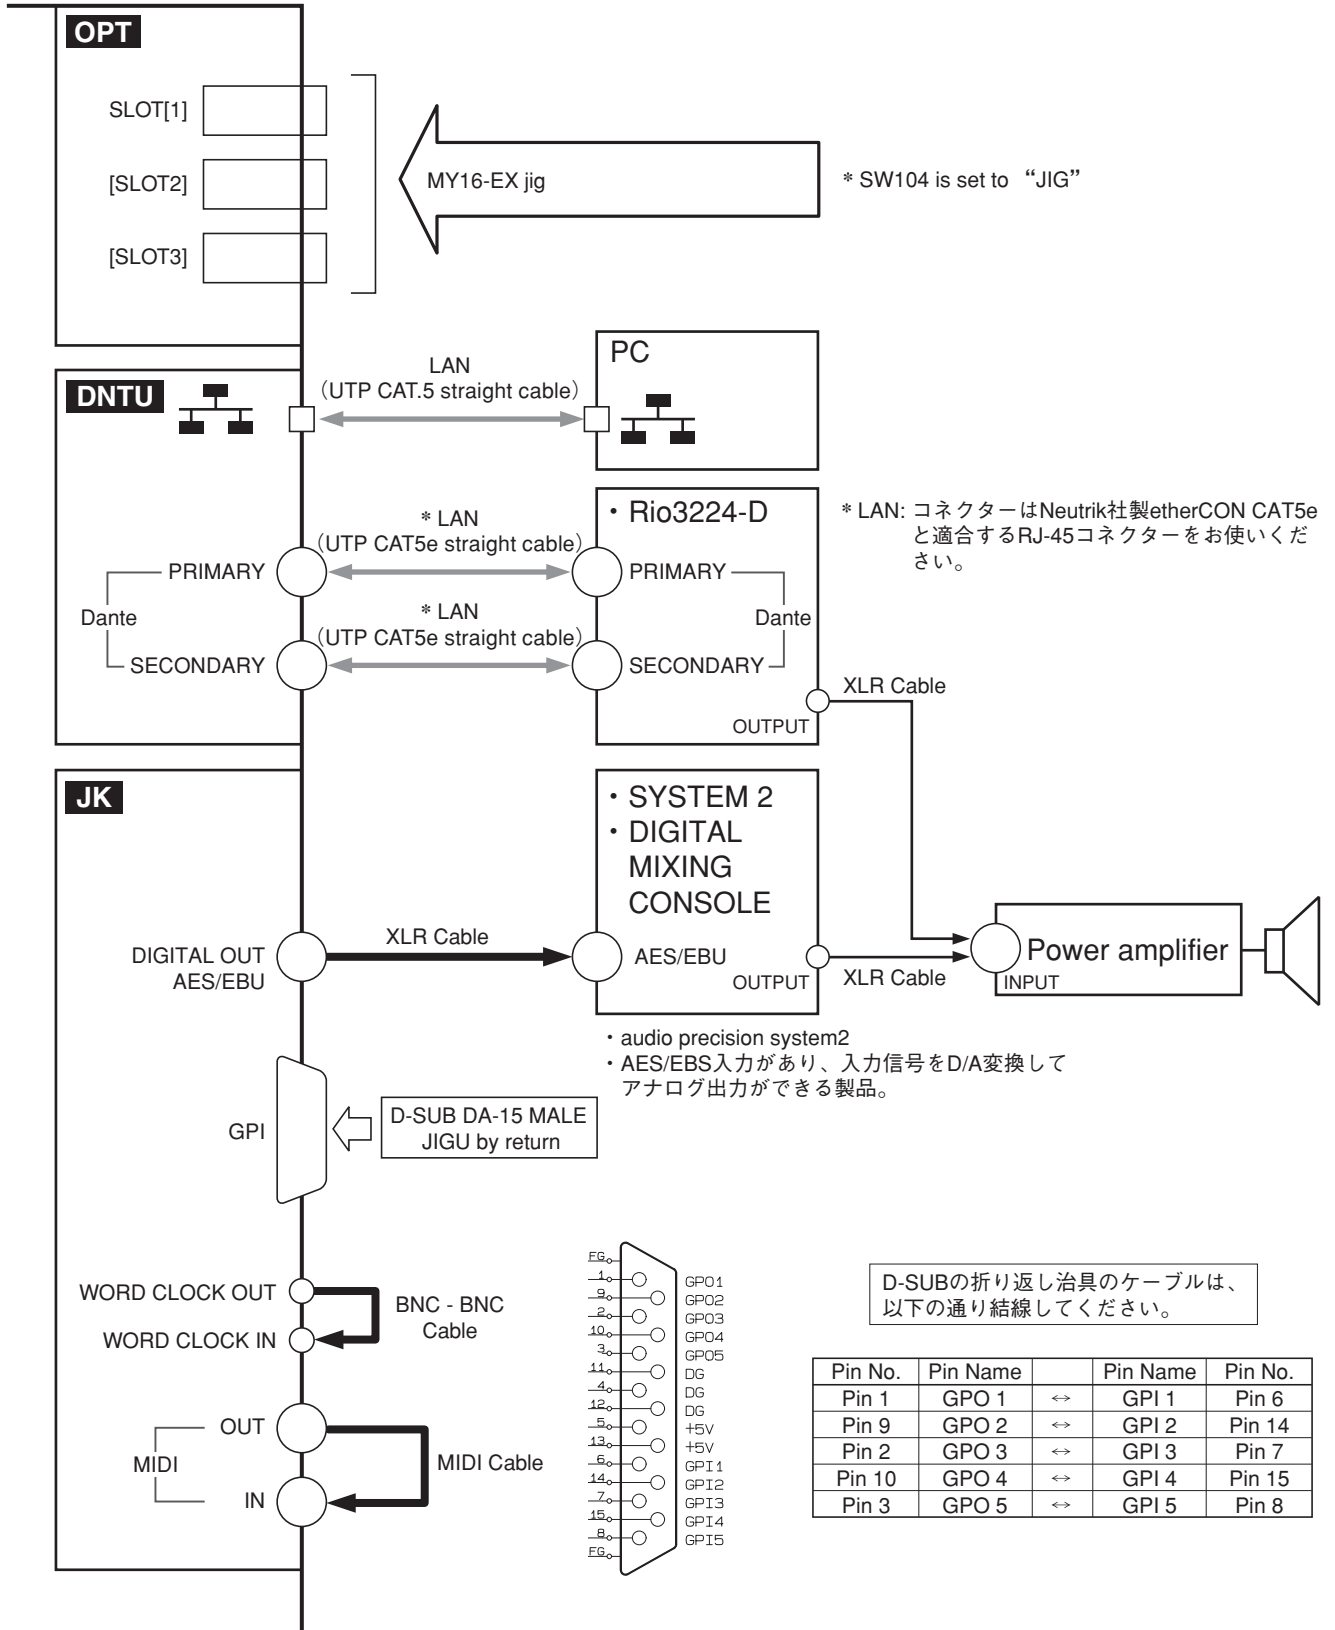 OPT
SLOT[1]
[SLOT2]
[SLOT3]
MY16-EX jig
* SW104 is set to “JIG”
DNTU
LAN
(UTP CAT.5 straight cable)
PC
* LAN
(UTP CAT5e straight cable)
PRIMARY
Dante
* LAN
(UTP CAT5e straight cable)
SECONDARY
・Rio3224-D
PRIMARY
Dante
SECONDARY
OUTPUT
* LAN: コネクターはNeutrik社製etherCON CAT5e
と適合するRJ-45コネクターをお使いくだ
さい。
XLR Cable
JK
・SYSTEM 2
・DIGITAL
MIXING
CONSOLE
DIGITAL OUT
AES/EBU
XLR Cable
AES/EBU
OUTPUT
XLR Cable
Power amplifier
INPUT
・audio precision system2
・AES/EBS入力があり、入力信号をD/A変換して
アナログ出力ができる製品。
GPI
D-SUB DA-15 MALE
JIGU by return
WORD CLOCK OUT
WORD CLOCK IN
BNC - BNC
Cable
OUT
MIDI
IN
MIDI Cable
FG
1 GPO1
9 GPO2
2 GPO3
10 GPO4
3 GPO5
11 DG
4 DG
12 DG
5 +5V
13 +5V
6 GPI1
14 GPI2
7 GPI3
15 GPI4
8 GPI5
FG
D-SUBの折り返し治具のケーブルは、
以下の通り結線してください。
Pin No. Pin Name Pin Name Pin No.
Pin 1 GPO 1 ↔ GPI 1 Pin 6
Pin 9 GPO 2 ↔ GPI 2 Pin 14
Pin 2 GPO 3 ↔ GPI 3 Pin 7
Pin 10 GPO 4 ↔ GPI 4 Pin 15
Pin 3 GPO 5 ↔ GPI 5 Pin 8